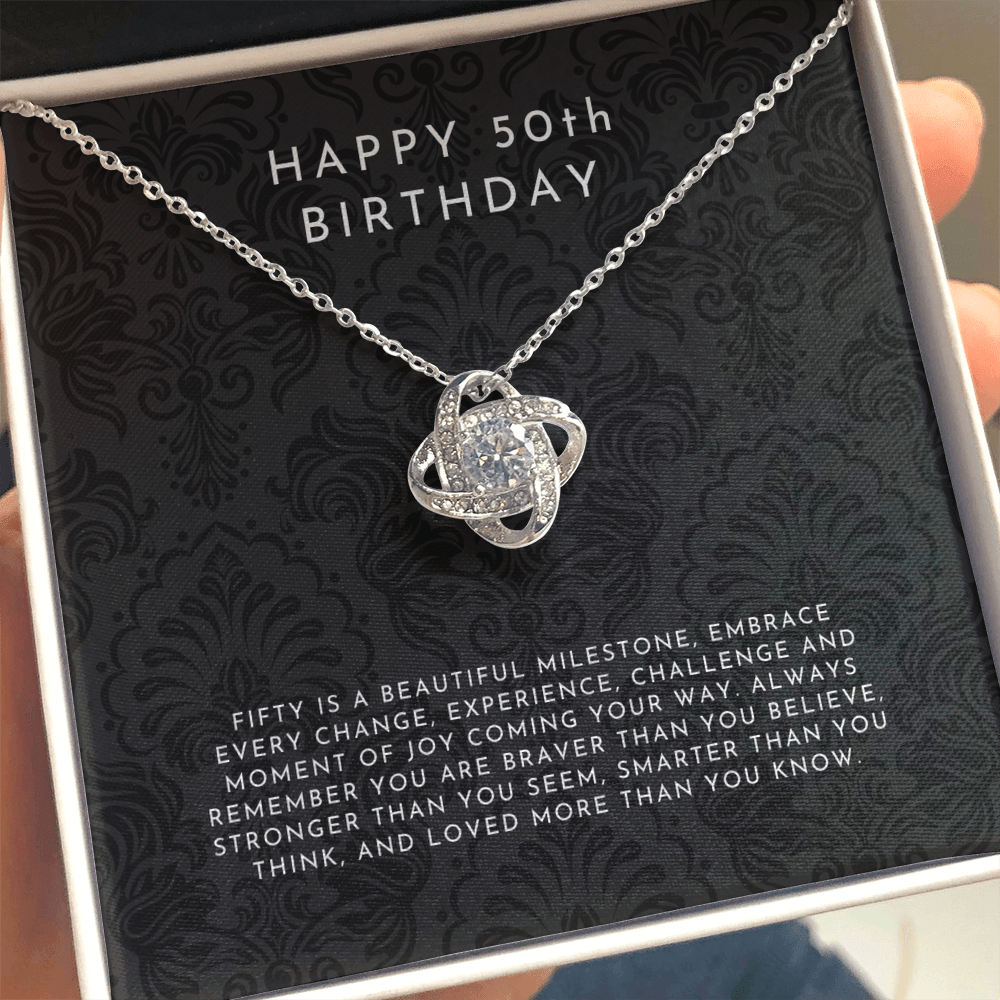 HAPPY 50th
BIRTHDAY
FIFTY IS A BEAUTIFUL MILESTONE, EMBRACE
EVERY CHANGE, EXPERIENCE, CHALLENGE AND
MOMENT OF JOY COMING YOUR WAY. ALWAYS
REMEMBER YOU ARE BRAVER THAN YOU BELIEVE,
STRONGER THAN YOU SEEM, SMARTER THAN YOU
THINK, AND LOVED MORE THAN YOU KNOW.